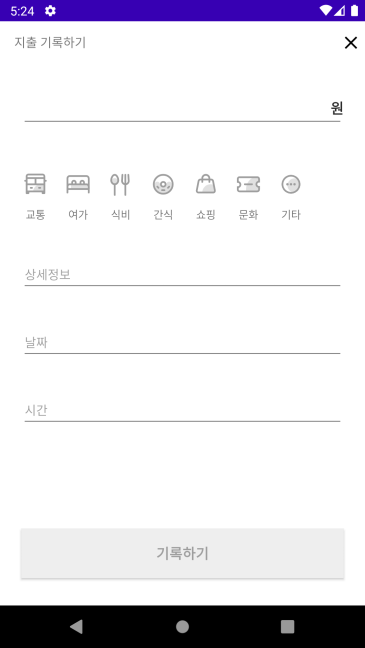 5:24
지출 기록하기
원
교통 여가 식비 간식 쇼핑 문화 기타
상세정보
날짜
시간
기록하기